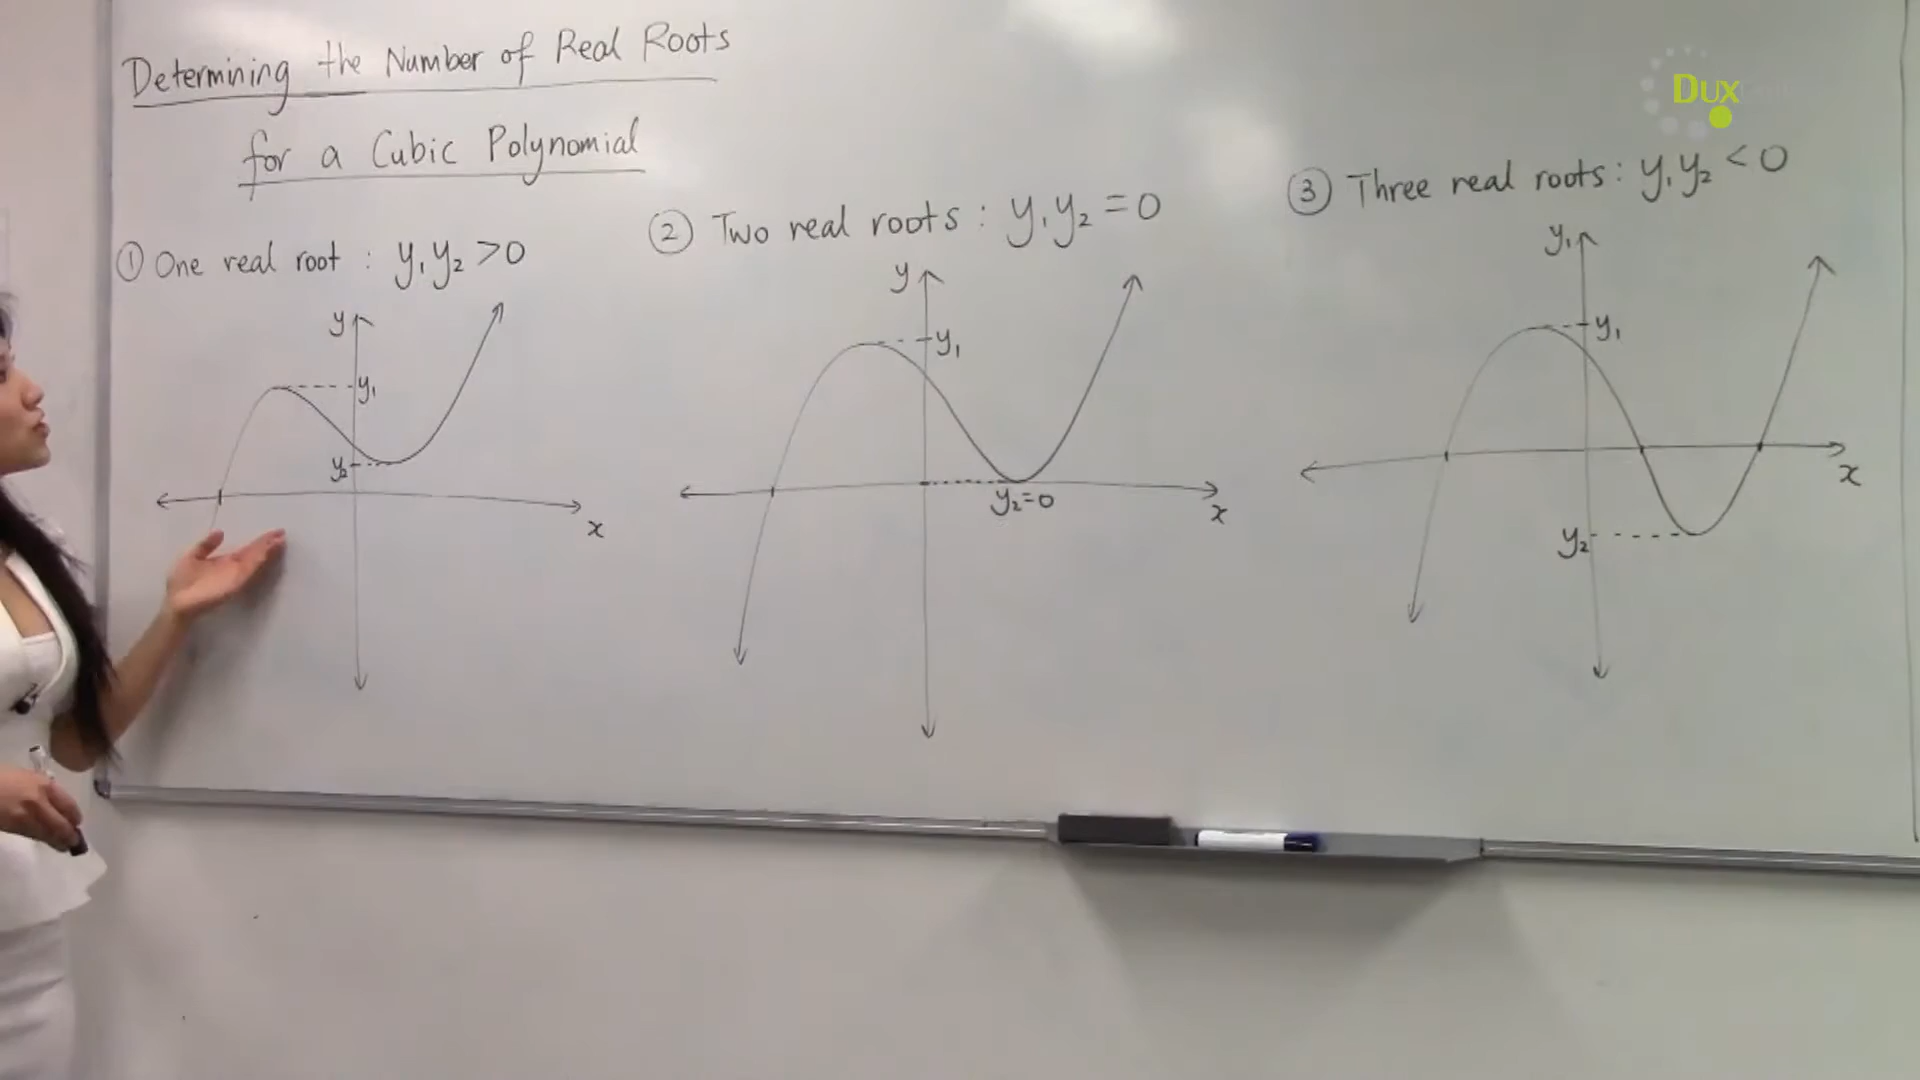 Determining the Number of Real Roots
for a Cubic Polynomial
① One real root : y₁y₂ >0
y
y₁
y₂
x
② Two real roots : y₁y₂ =0
y
y₁
y₂=0
x
③ Three real roots: y₁y₂ <0
y₁
y₁
y₂
x
Dux